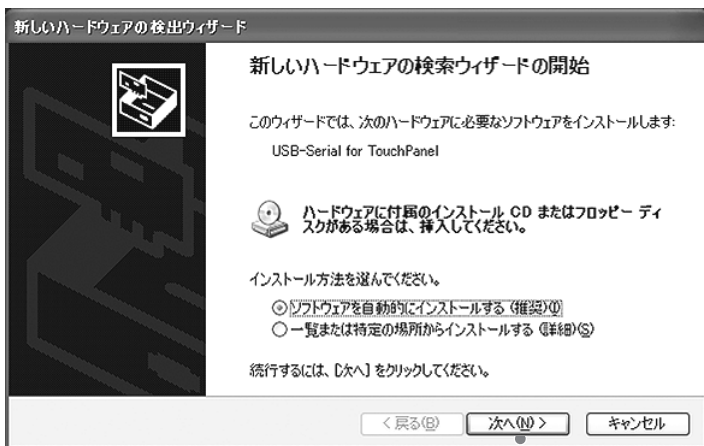 新しいハードウェアの検出ウィザード
新しいハードウェアの検索ウィザードの開始
このウィザードでは、次のハードウェアに必要なソフトウェアをインストールします:
USB-Serial for TouchPanel
ハードウェアに付属のインストール CD またはフロッピー ディ
スクがある場合は、挿入してください。
インストール方法を選んでください。
ソフトウェアを自動的にインストールする (推奨)(I)
一覧または特定の場所からインストールする (詳細)(S)
続行するには、[次へ] をクリックしてください。
< 戻る(B)
次へ(N) >
キャンセル